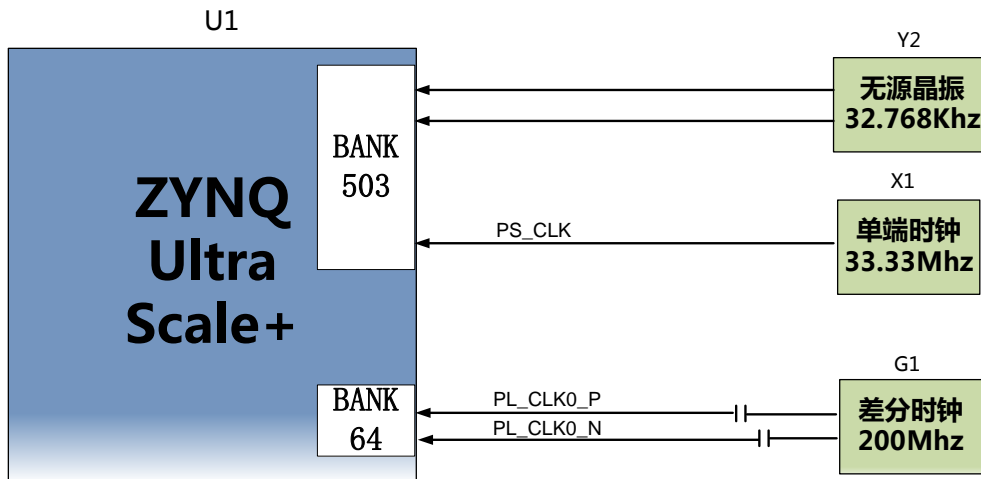 U1
ZYNQ
Ultra
Scale+
BANK
503
Y2
无源晶振
32.768Khz
X1
PS_CLK
单端时钟
33.33Mhz
BANK
64
G1
PL_CLK0_P
PL_CLK0_N
差分时钟
200Mhz